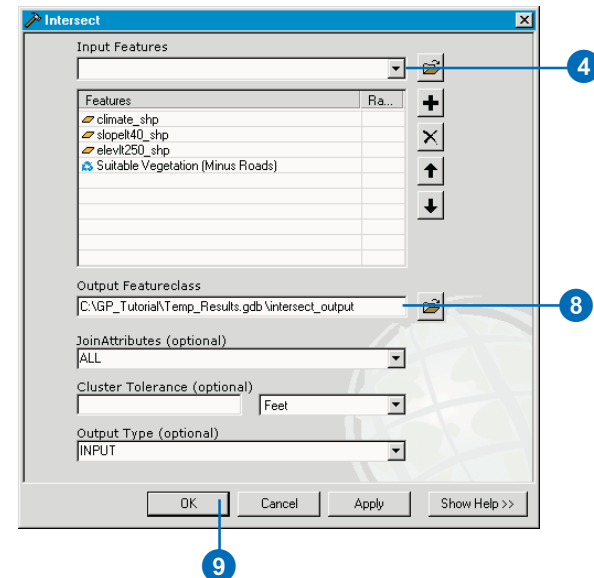 Intersect
Input Features
4
Features Ra...
climate_shp
slopelt40_shp
elevlt250_shp
Suitable Vegetation (Minus Roads)
Output Featureclass
C:\GP_Tutorial\Temp_Results.gdb\intersect_output
8
JoinAttributes (optional)
ALL
Cluster Tolerance (optional)
Feet
Output Type (optional)
INPUT
OK Cancel Apply Show Help >>
9